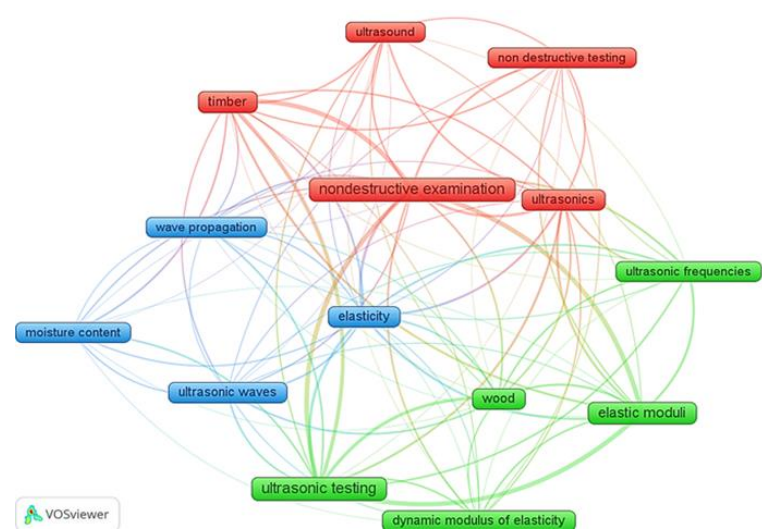 ultrasound
non destructive testing
timber
nondestructive examination
ultrasonics
wave propagation
ultrasonic frequencies
elasticity
moisture content
ultrasonic waves
wood
elastic moduli
ultrasonic testing
dynamic modulus of elasticity
VOSviewer